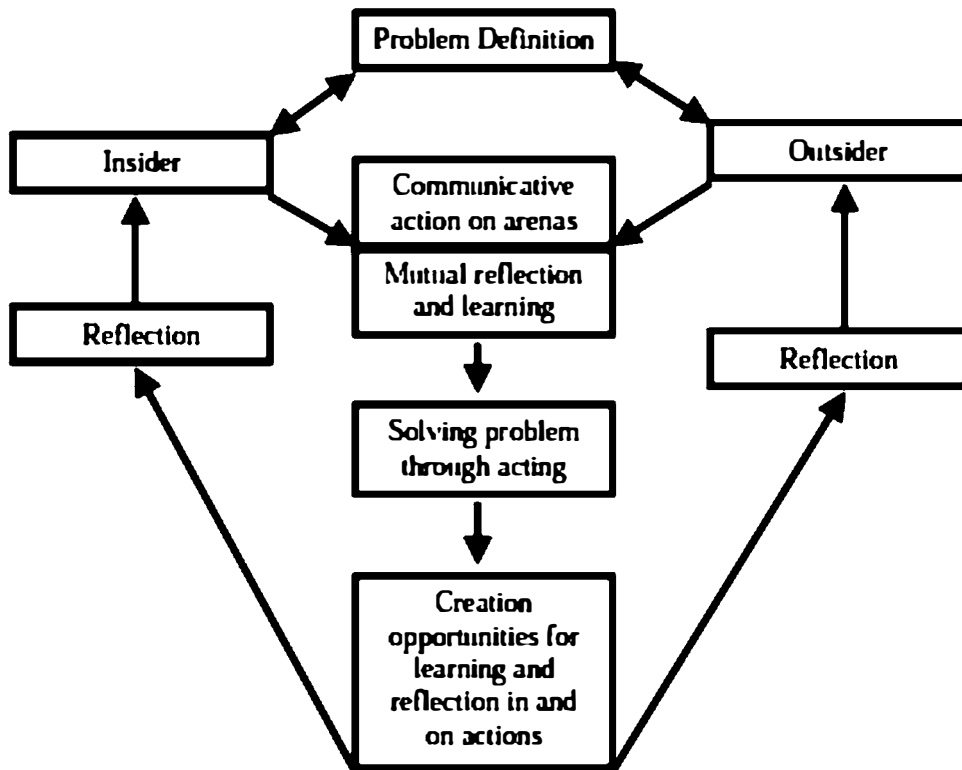 Problem Definition
Insider
Outsider
Communicative
action on arenas
Mutual reflection
and learning
Reflection
Reflection
Solving problem
through acting
Creation
opportunities for
learning and
reflection in and
on actions